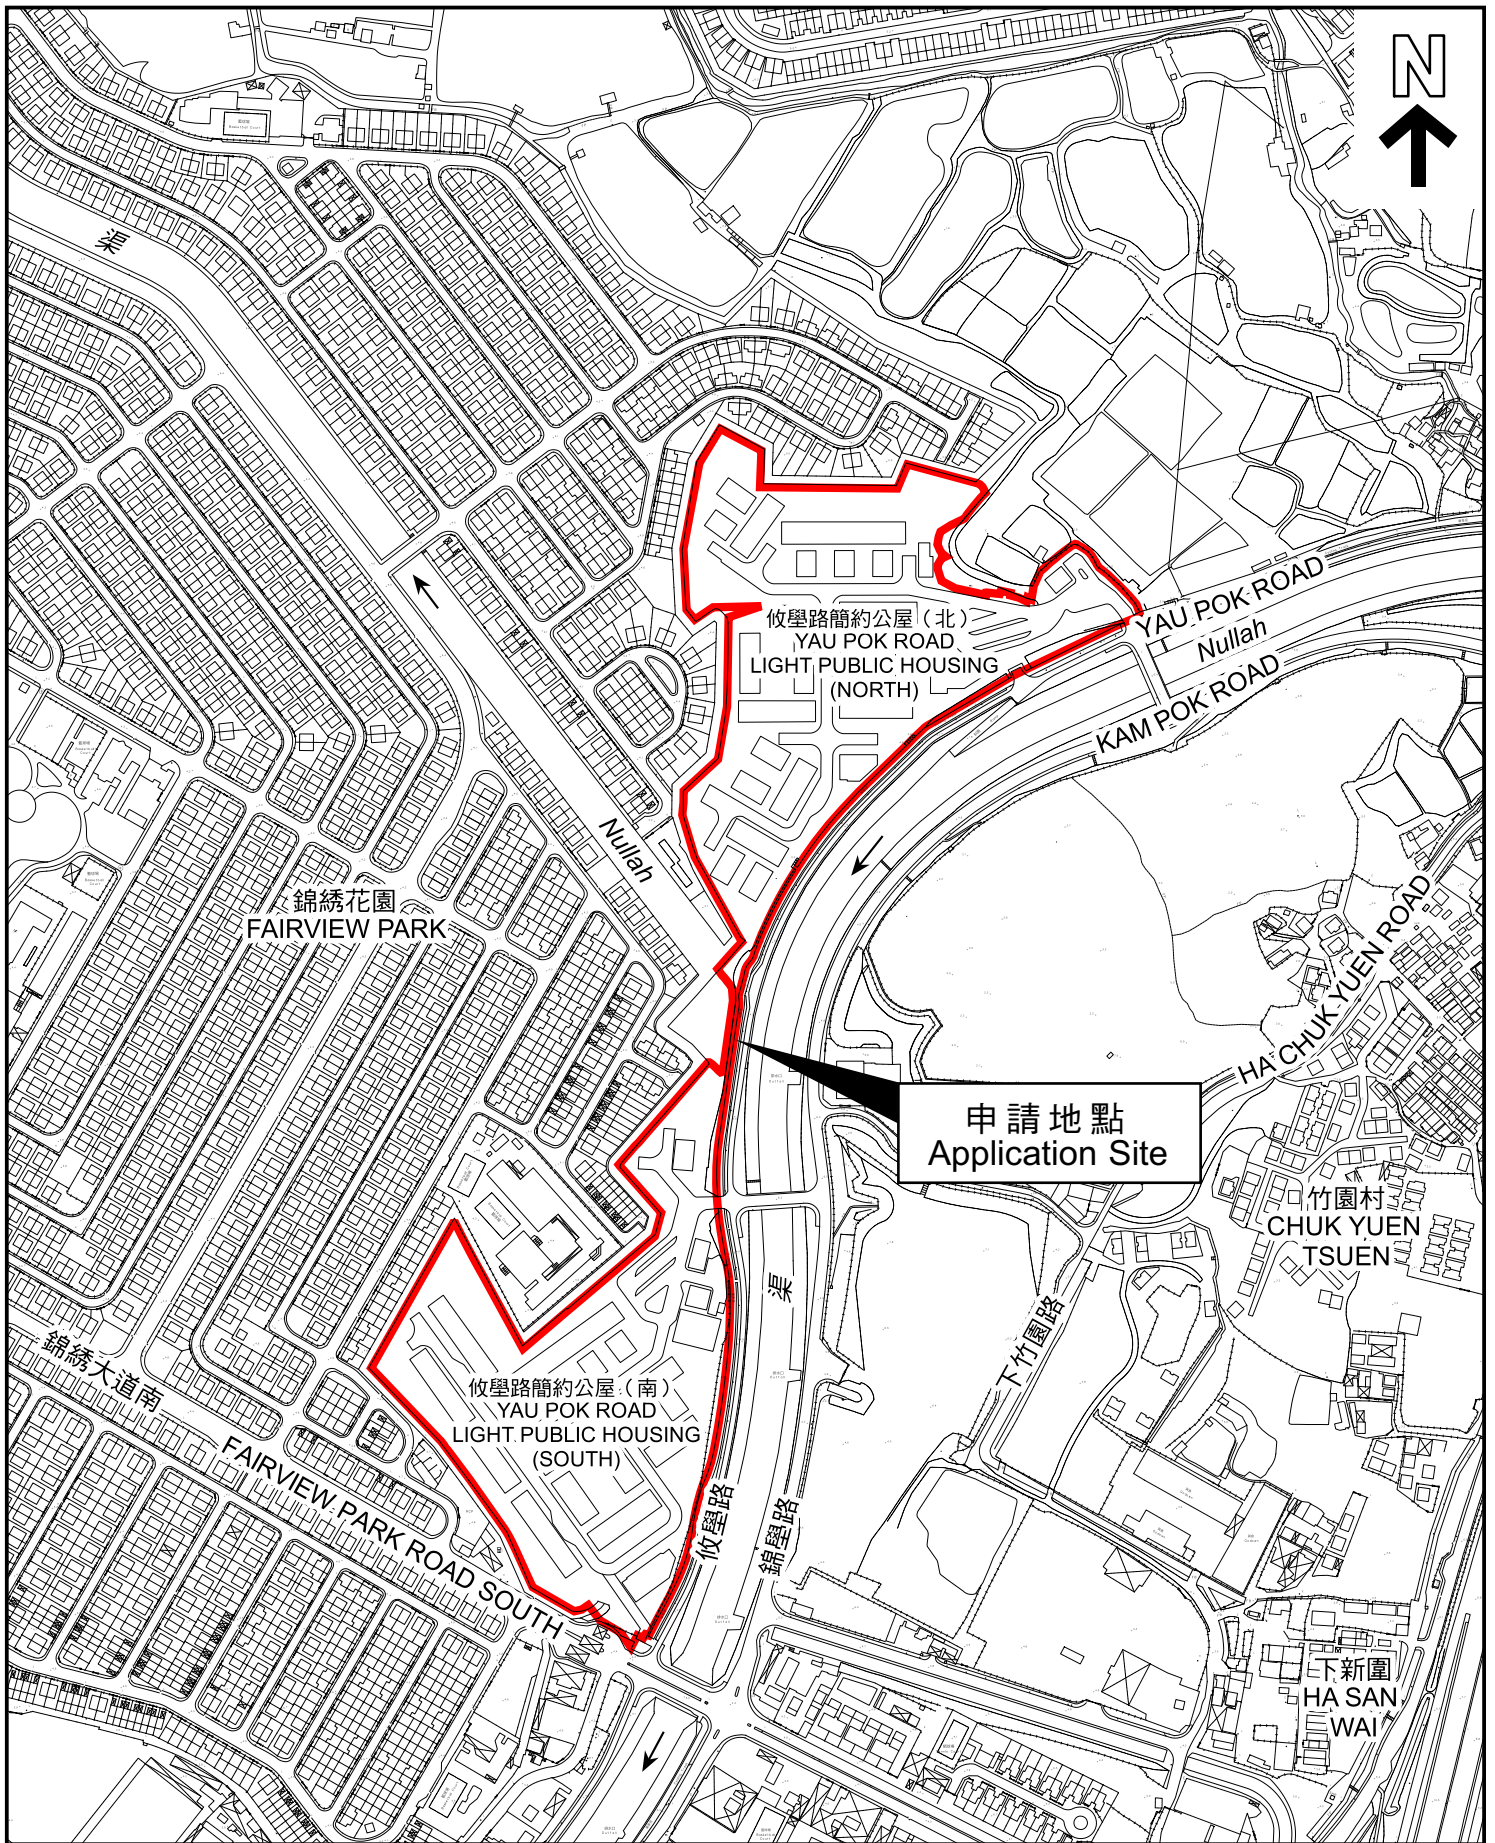 N
渠
YAU POK ROAD
Nullah
KAM POK ROAD
攸學路簡約公屋（北）
YAU POK ROAD
LIGHT PUBLIC HOUSING
(NORTH)
Nullah
錦綉花園
FAIRVIEW PARK
HA CHUK YUEN ROAD
申請地點
Application Site
竹園村
CHUK YUEN
TSUEN
渠
下竹園路
錦綉大道南
FAIRVIEW PARK ROAD SOUTH
攸學路簡約公屋（南）
YAU POK ROAD
LIGHT PUBLIC HOUSING
(SOUTH)
攸壆路
錦壆路
下新圍
HA SAN
WAI